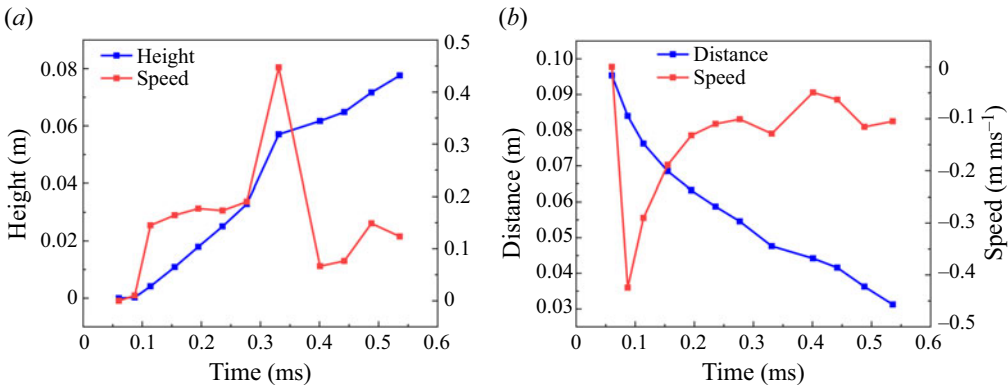 (a)
Height
Speed
Height (m)
0.08
0.06
0.04
0.02
0
0.5
0.4
0.3
0.2
0.1
0
0 0.1 0.2 0.3 0.4 0.5 0.6
Time (ms)
(b)
Distance
Speed
Distance (m)
0.10
0.09
0.08
0.07
0.06
0.05
0.04
0.03
0
–0.1
–0.2
–0.3
–0.4
–0.5
Speed (m ms⁻¹)
0 0.1 0.2 0.3 0.4 0.5 0.6
Time (ms)